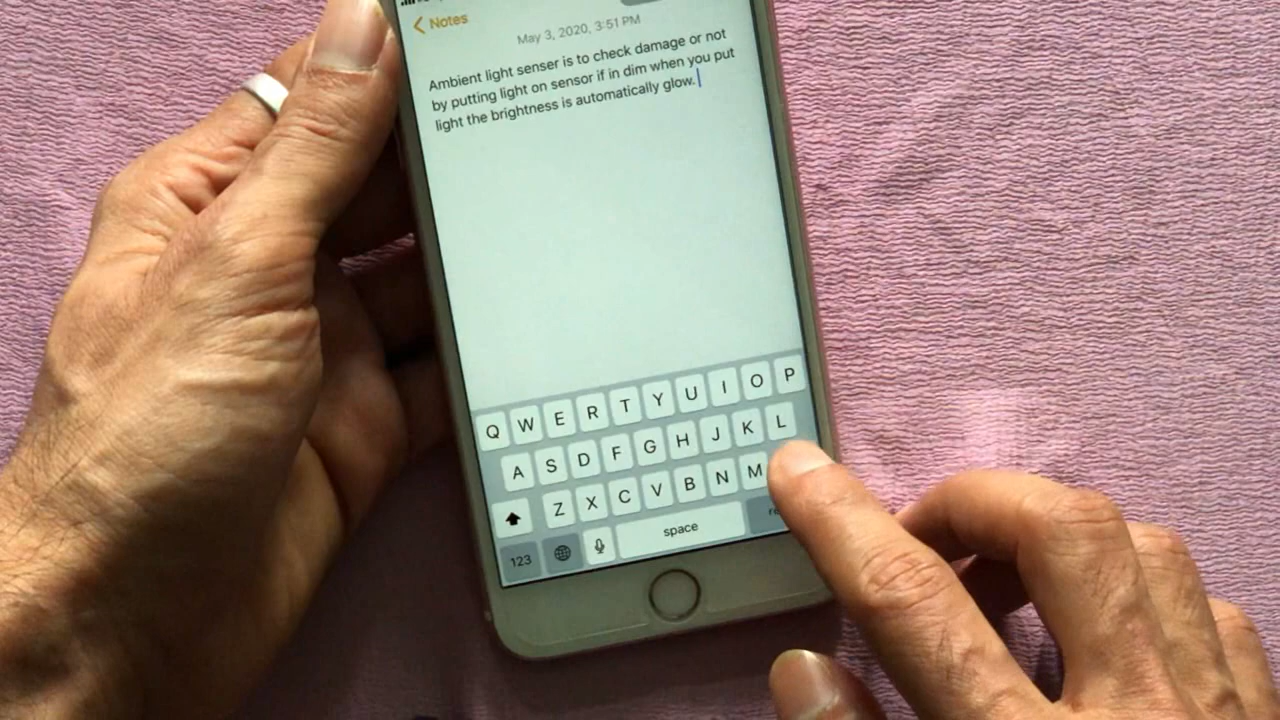 Notes
May 3, 2020, 3:51 PM
Ambient light senser is to check damage or not
by putting light on sensor if in dim when you put
light the brightness is automatically glow.
Q W E R T Y U I O P
A S D F G H J K L
Z X C V B N M
123 space